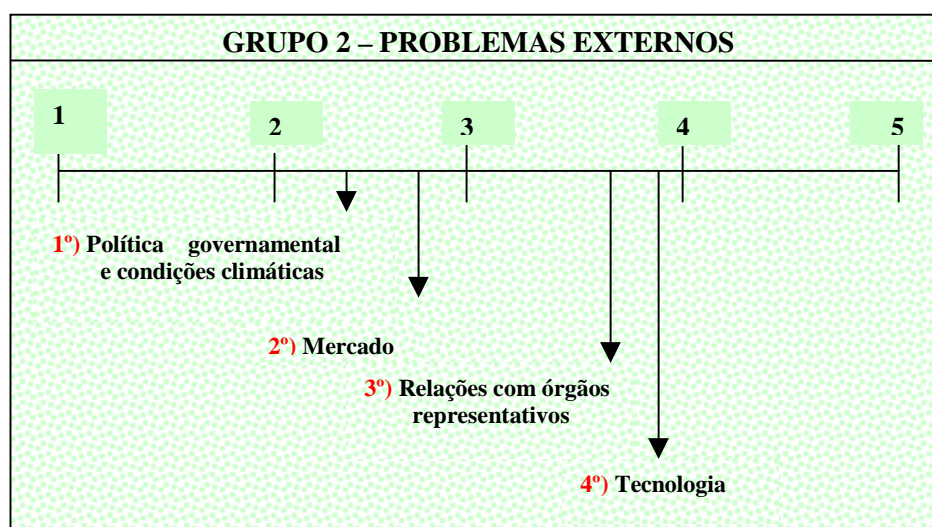 GRUPO 2 – PROBLEMAS EXTERNOS
1
2
3
4
5
1º) Política governamental
e condições climáticas
2º) Mercado
3º) Relações com órgãos
representativos
4º) Tecnologia